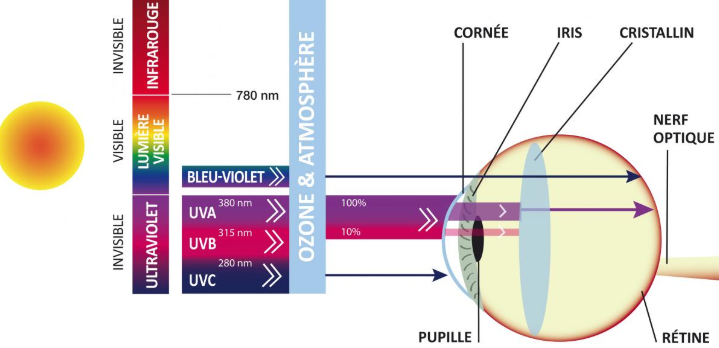 INVISIBLE
INFRAROUGE
780 nm
VISIBLE
LUMIÈRE
VISIBLE
INVISIBLE
ULTRAVIOLET
BLEU-VIOLET
380 nm
UVA
315 nm
UVB
280 nm
UVC
OZONE & ATMOSPHÈRE
100%
10%
CORNÉE
IRIS
CRISTALLIN
NERF
OPTIQUE
PUPILLE
RÉTINE